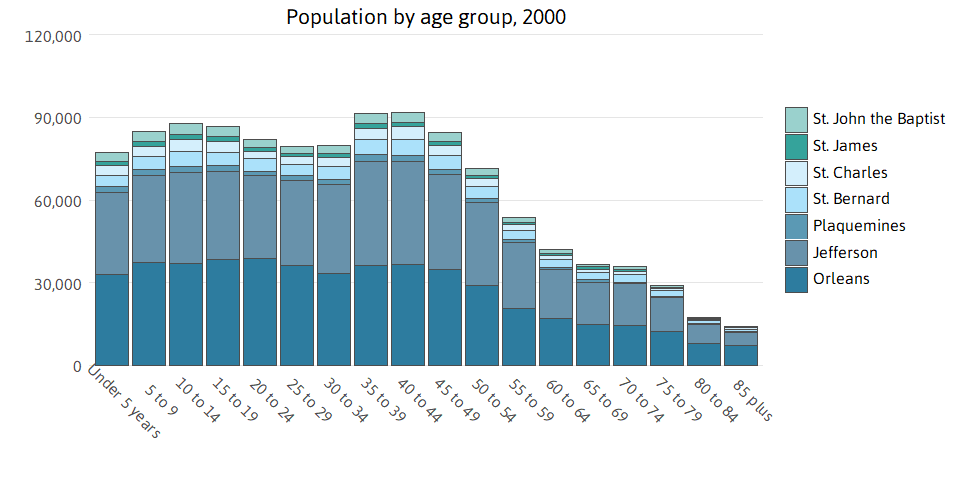 Population by age group, 2000
120,000
90,000
60,000
30,000
0
Under 5 years
5 to 9
10 to 14
15 to 19
20 to 24
25 to 29
30 to 34
35 to 39
40 to 44
45 to 49
50 to 54
55 to 59
60 to 64
65 to 69
70 to 74
75 to 79
80 to 84
85 plus
St. John the Baptist
St. James
St. Charles
St. Bernard
Plaquemines
Jefferson
Orleans